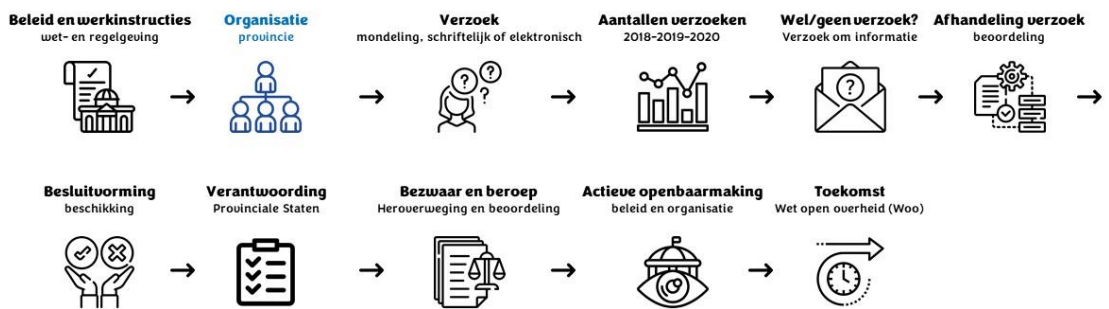 Beleid en werkinstructies
wet- en regelgeving
Organisatie
provincie
Verzoek
mondeling, schriftelijk of elektronisch
Aantallen verzoeken
2018-2019-2020
Wel/geen verzoek?
Verzoek om informatie
Afhandeling verzoek
beoordeling
Besluitvorming
beschikking
Verantwoording
Provinciale Staten
Bezwaar en beroep
Heroverweging en beoordeling
Actieve openbaarmaking
beleid en organisatie
Toekomst
Wet open overheid (Woo)